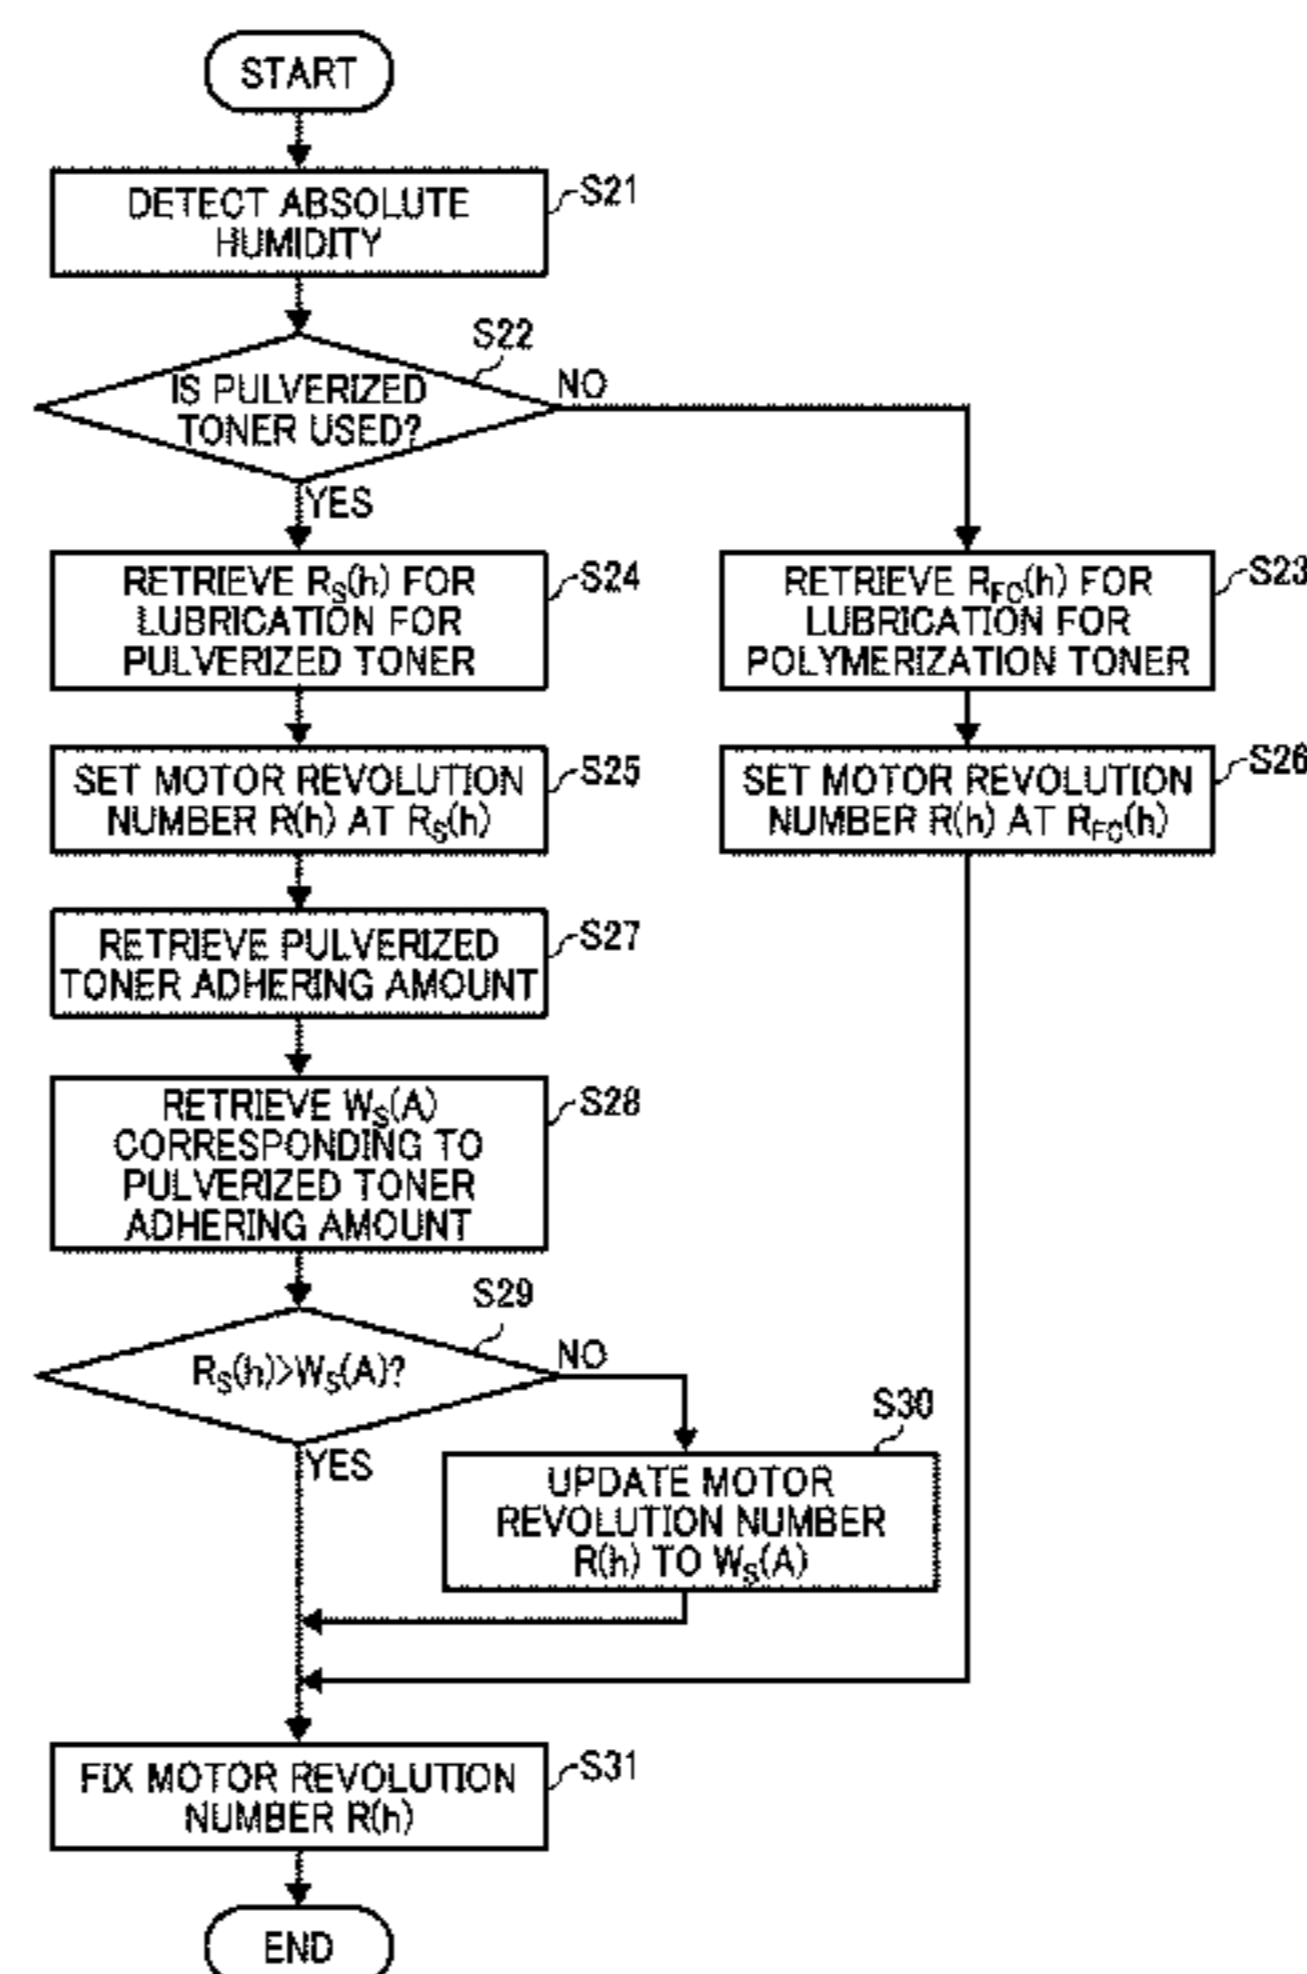 START
DETECT ABSOLUTE
HUMIDITY
S21
IS PULVERIZED
TONER USED?
S22
NO
YES
RETRIEVE RS(h) FOR
LUBRICATION FOR
PULVERIZED TONER
S24
RETRIEVE RFC(h) FOR
LUBRICATION FOR
POLYMERIZATION TONER
S23
SET MOTOR REVOLUTION
NUMBER R(h) AT RS(h)
S25
SET MOTOR REVOLUTION
NUMBER R(h) AT RFC(h)
S26
RETRIEVE PULVERIZED
TONER ADHERING AMOUNT
S27
RETRIEVE WS(A)
CORRESPONDING TO
PULVERIZED TONER
ADHERING AMOUNT
S28
RS(h)>WS(A)?
S29
NO
YES
UPDATE MOTOR
REVOLUTION NUMBER
R(h) TO WS(A)
S30
FIX MOTOR REVOLUTION
NUMBER R(h)
S31
END